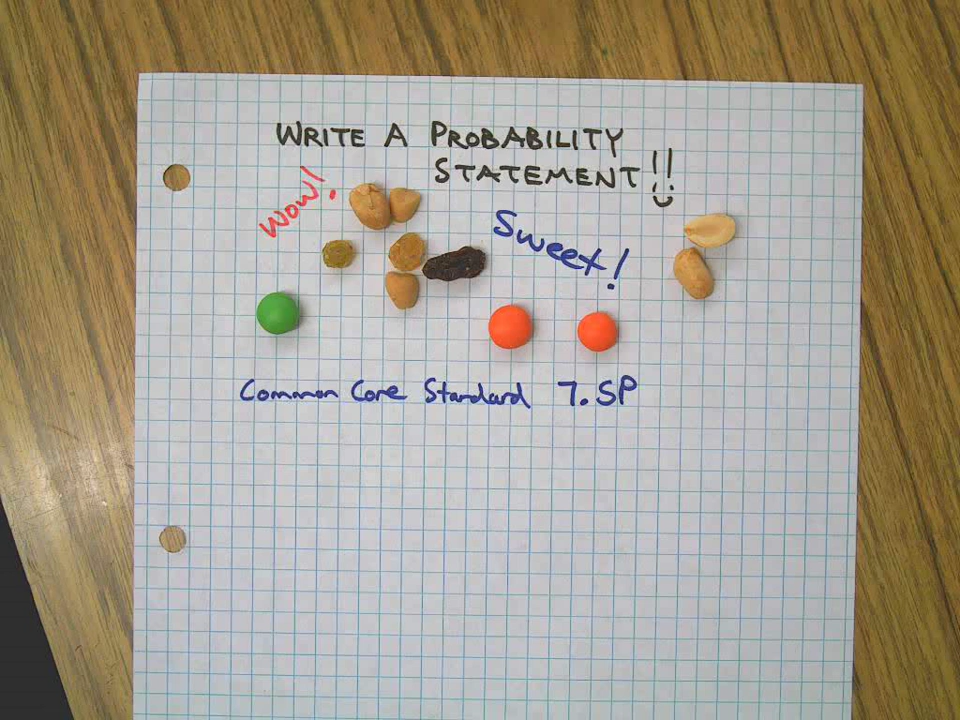 WRITE A PROBABILITY
STATEMENT!!
Wow!
Sweet!
Common Core Standard 7.SP